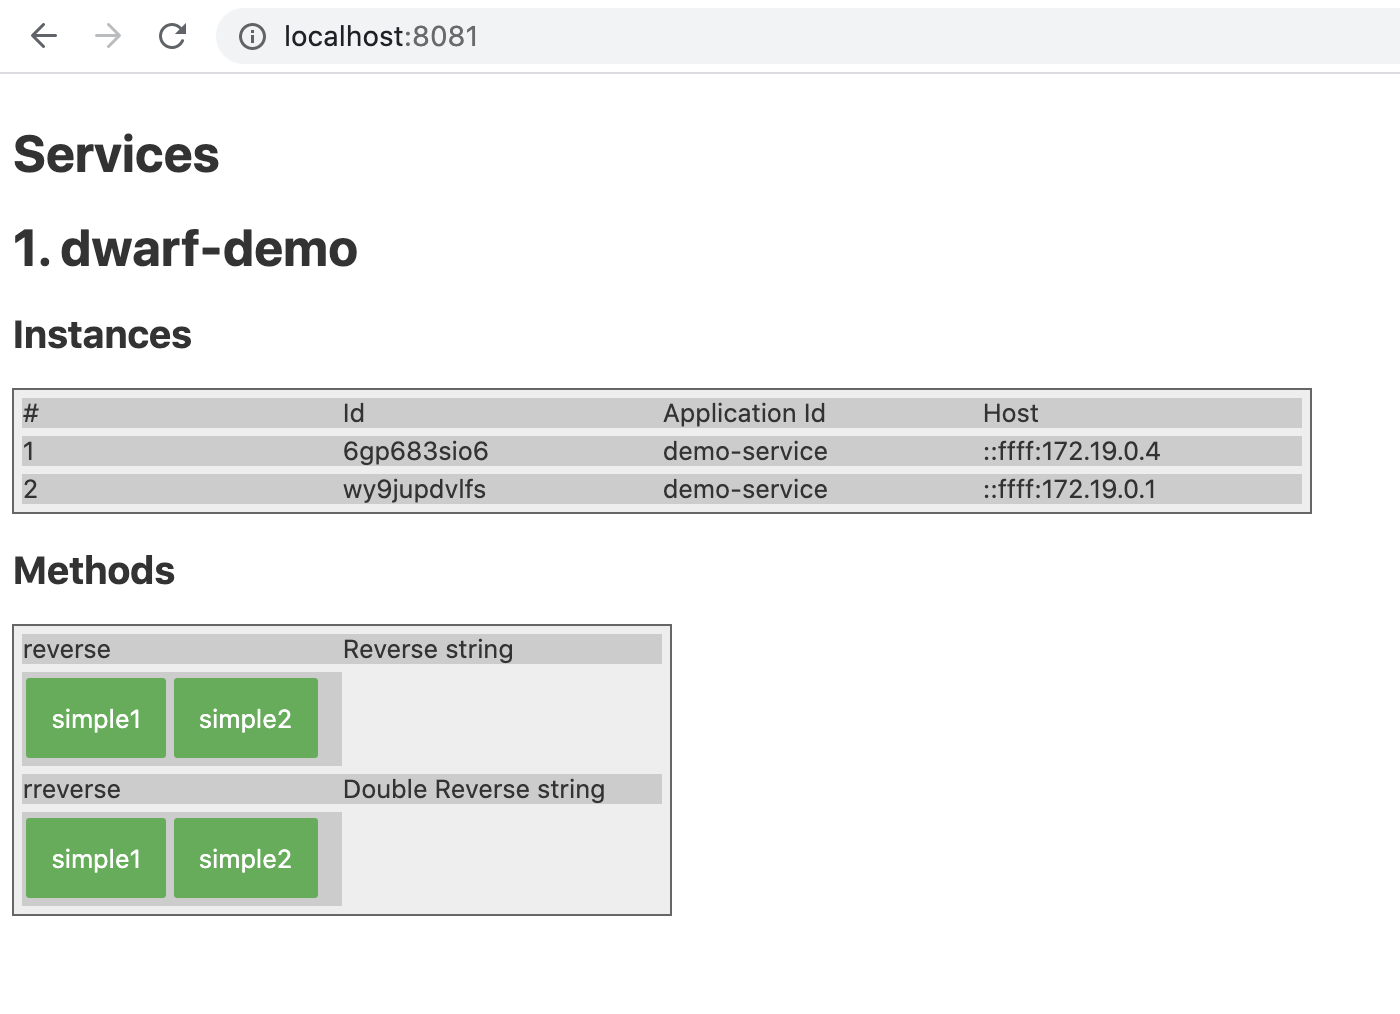 localhost:8081
Services
1. dwarf-demo
Instances
# Id Application Id Host
1 6gp683sio6 demo-service ::ffff:172.19.0.4
2 wy9jupdvlfs demo-service ::ffff:172.19.0.1
Methods
reverse Reverse string
simple1 simple2
rreverse Double Reverse string
simple1 simple2